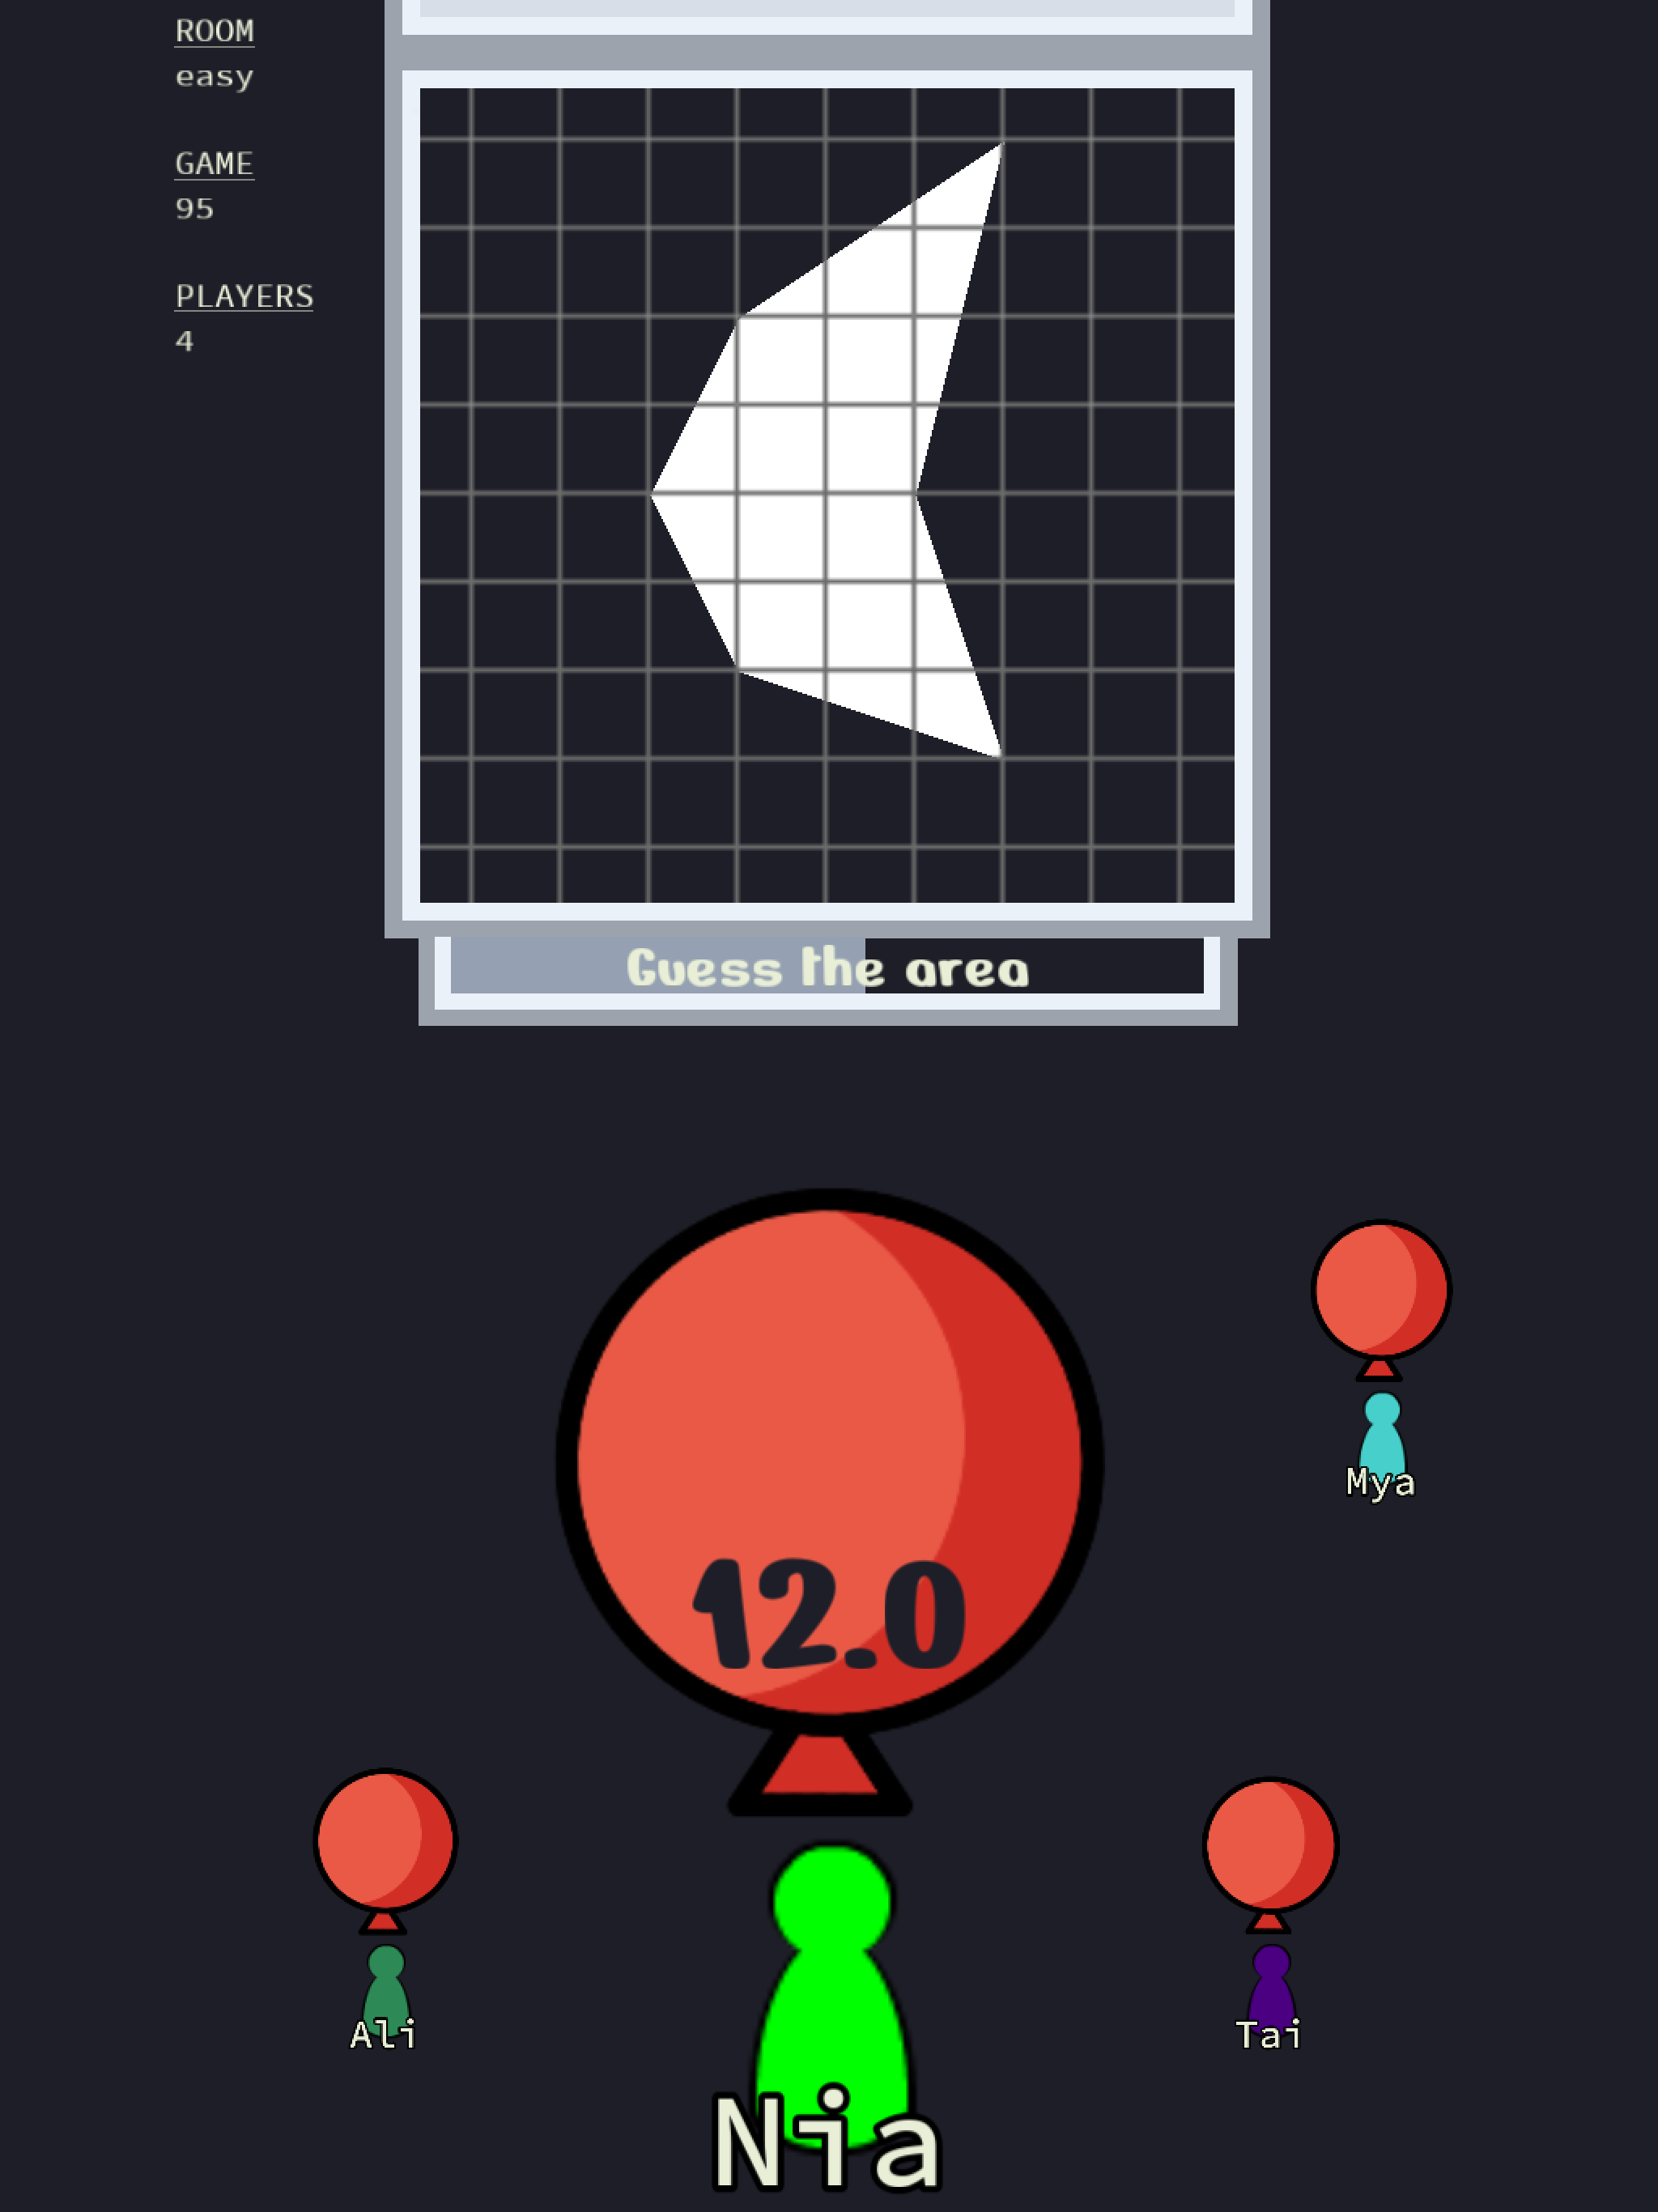 ROOM
easy
GAME
95
PLAYERS
4
Guess the area
12.0
Mya
Ali
Tai
Nia